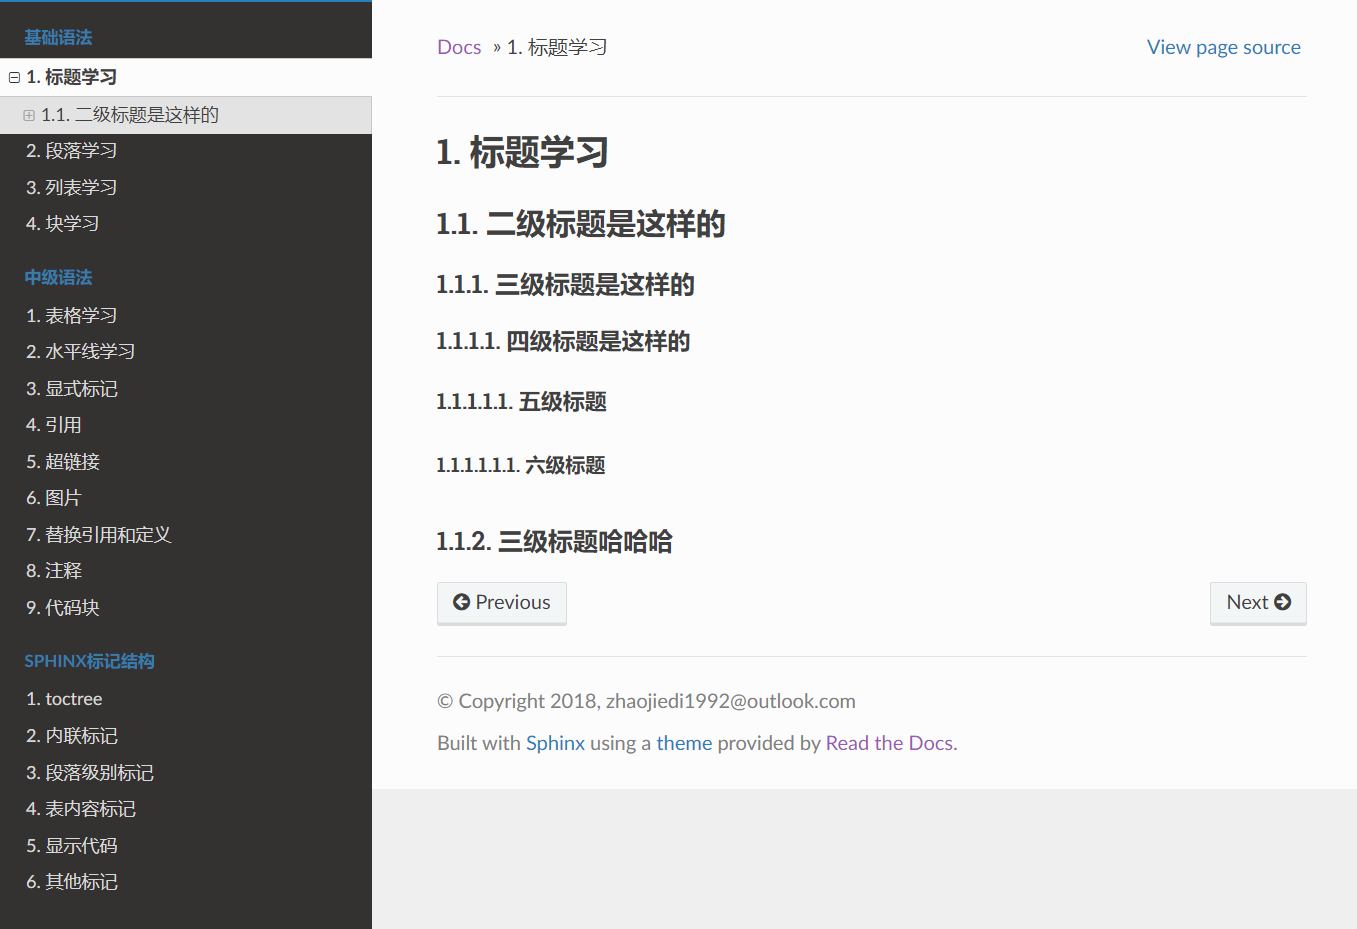 基础语法
1. 标题学习
1.1. 二级标题是这样的
2. 段落学习
3. 列表学习
4. 块学习
中级语法
1. 表格学习
2. 水平线学习
3. 显式标记
4. 引用
5. 超链接
6. 图片
7. 替换引用和定义
8. 注释
9. 代码块
SPHINX标记结构
1. toctree
2. 内联标记
3. 段落级别标记
4. 表内容标记
5. 显示代码
6. 其他标记
Docs » 1. 标题学习
View page source
1. 标题学习
1.1. 二级标题是这样的
1.1.1. 三级标题是这样的
1.1.1.1. 四级标题是这样的
1.1.1.1.1. 五级标题
1.1.1.1.1.1. 六级标题
1.1.2. 三级标题哈哈哈
Previous
Next
© Copyright 2018, zhaojiedi1992@outlook.com
Built with Sphinx using a theme provided by Read the Docs.